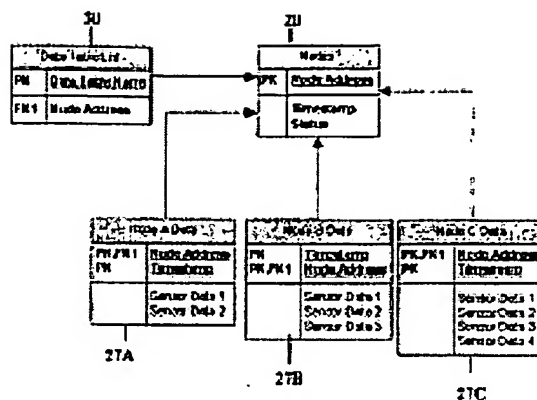 30
20
Data Table List
Nodes
PK Data Table Name
PK Node Address
FK1 Node Address
Timestamp
Status
Node A Data
Node B Data
Node C Data
PK,FK1 Node Address
PK Timestamp
PK Timestamp
PK,FK1 Node Address
PK,FK1 Node Address
PK Timestamp
Sensor Data 1
Sensor Data 2
Sensor Data 1
Sensor Data 2
Sensor Data 3
Sensor Data 1
Sensor Data 2
Sensor Data 3
Sensor Data 4
27A
27B
27C